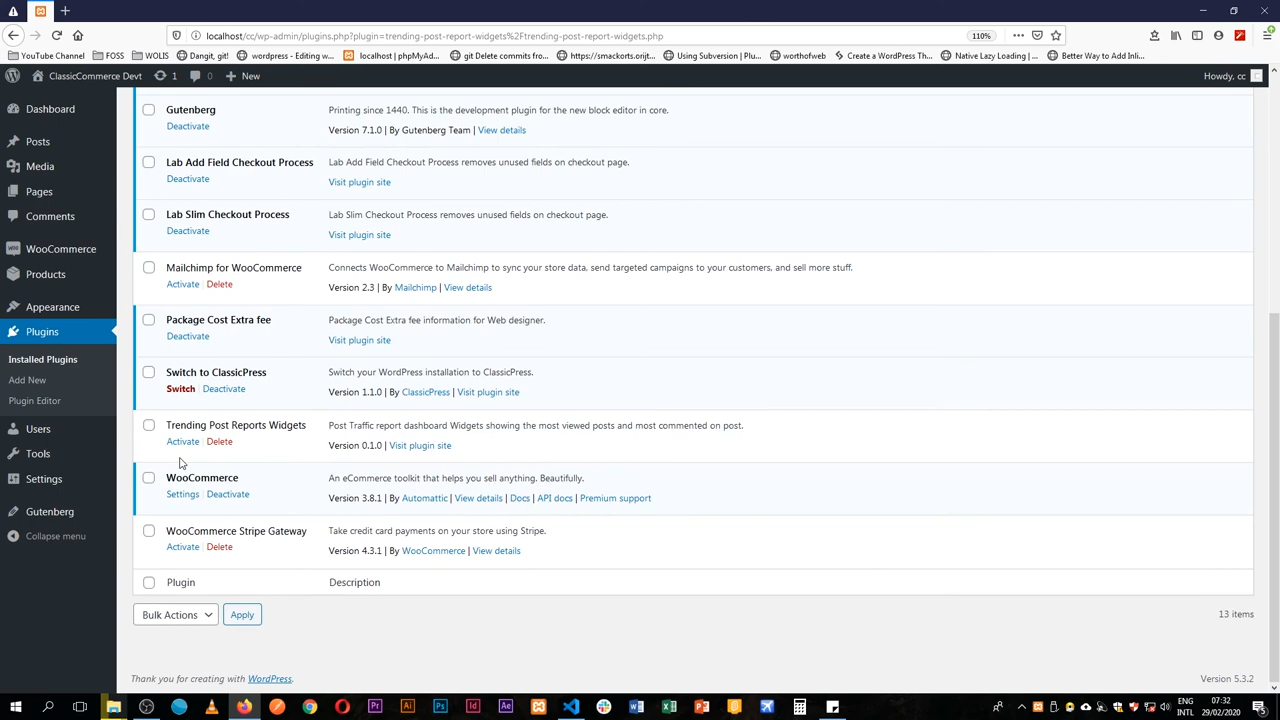 localhost/cc/wp-admin/plugins.php?plugin=trending-post-report-widgets%2Ftrending-post-report-widgets.php
110%
YouTube Channel
FOSS
WOLIS
Dangit, git!
wordpress - Editing w...
localhost | phpMyAd...
git Delete commits fro...
https://smackorts.orijt...
Using Subversion | Plu...
worthofweb
Create a WordPress Th...
Native Lazy Loading | ...
Better Way to Add Inli...
ClassicCommerce Devt
1
0
New
Howdy, cc
Dashboard
Posts
Media
Pages
Comments
WooCommerce
Products
Appearance
Plugins
Installed Plugins
Add New
Plugin Editor
Users
Tools
Settings
Gutenberg
Collapse menu
Gutenberg
Printing since 1440. This is the development plugin for the new block editor in core.
Deactivate
Version 7.1.0 | By Gutenberg Team | View details
Lab Add Field Checkout Process
Lab Add Field Checkout Process removes unused fields on checkout page.
Deactivate
Visit plugin site
Lab Slim Checkout Process
Lab Slim Checkout Process removes unused fields on checkout page.
Deactivate
Visit plugin site
Mailchimp for WooCommerce
Connects WooCommerce to Mailchimp to sync your store data, send targeted campaigns to your customers, and sell more stuff.
Activate | Delete
Version 2.3 | By Mailchimp | View details
Package Cost Extra fee
Package Cost Extra fee information for Web designer.
Deactivate
Visit plugin site
Switch to ClassicPress
Switch your WordPress installation to ClassicPress.
Switch | Deactivate
Version 1.1.0 | By ClassicPress | Visit plugin site
Trending Post Reports Widgets
Post Traffic report dashboard Widgets showing the most viewed posts and most commented on post.
Activate | Delete
Version 0.1.0 | Visit plugin site
WooCommerce
An eCommerce toolkit that helps you sell anything. Beautifully.
Settings | Deactivate
Version 3.8.1 | By Automattic | View details | Docs | API docs | Premium support
WooCommerce Stripe Gateway
Take credit card payments on your store using Stripe.
Activate | Delete
Version 4.3.1 | By WooCommerce | View details
Plugin
Description
Bulk Actions
Apply
13 items
Thank you for creating with WordPress.
Version 5.3.2
ENG
INTL
07:32
29/02/2020